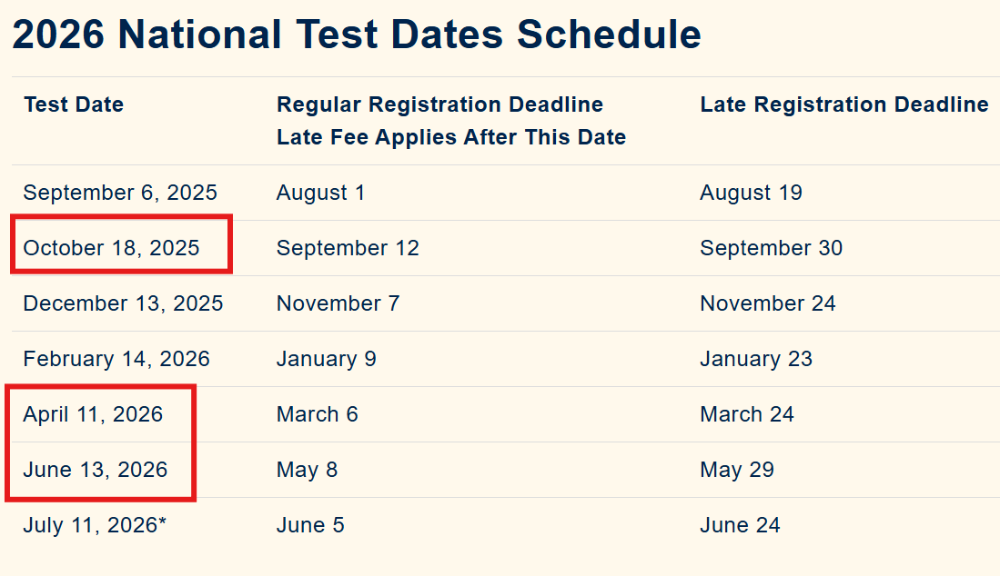 2026 National Test Dates Schedule
Test Date Regular Registration Deadline Late Registration Deadline
Late Fee Applies After This Date
September 6, 2025 August 1 August 19
October 18, 2025 September 12 September 30
December 13, 2025 November 7 November 24
February 14, 2026 January 9 January 23
April 11, 2026 March 6 March 24
June 13, 2026 May 8 May 29
July 11, 2026* June 5 June 24